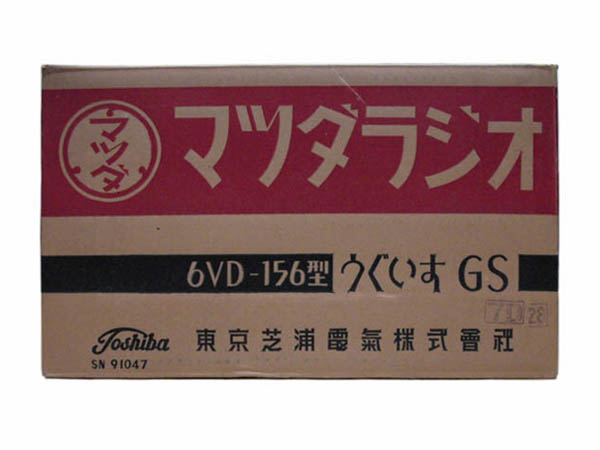 マツダ
マツダラジオ
6VD-156型 うぐいす GS
28
Toshiba 東京芝浦電氣株式會社
SN 91047